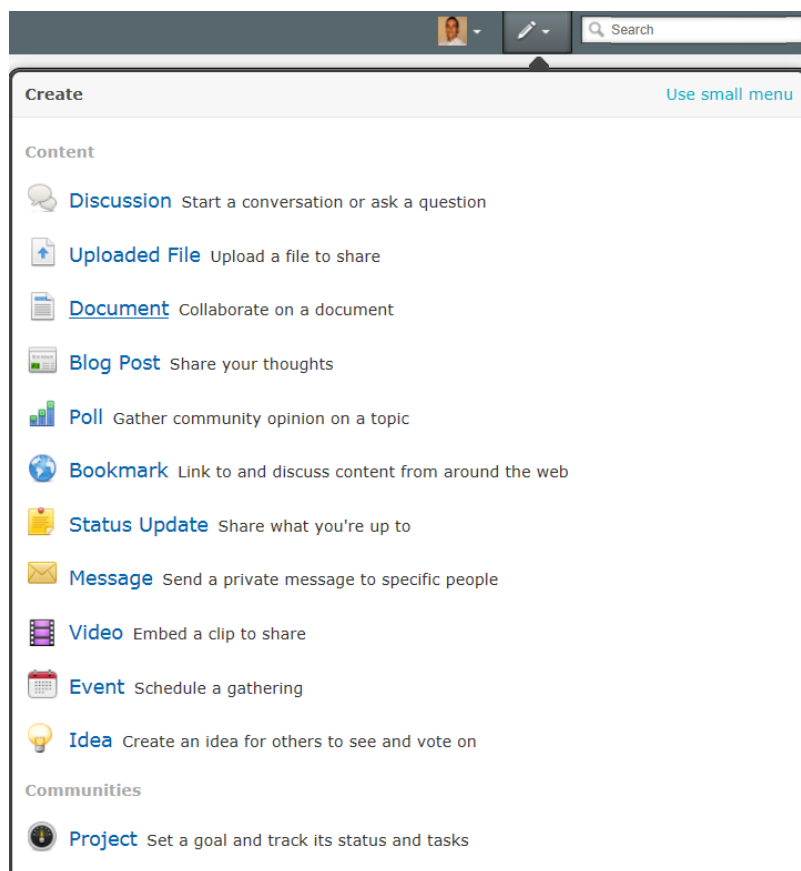 Search
Create Use small menu
Content
Discussion Start a conversation or ask a question
Uploaded File Upload a file to share
Document Collaborate on a document
Blog Post Share your thoughts
Poll Gather community opinion on a topic
Bookmark Link to and discuss content from around the web
Status Update Share what you're up to
Message Send a private message to specific people
Video Embed a clip to share
Event Schedule a gathering
Idea Create an idea for others to see and vote on
Communities
Project Set a goal and track its status and tasks